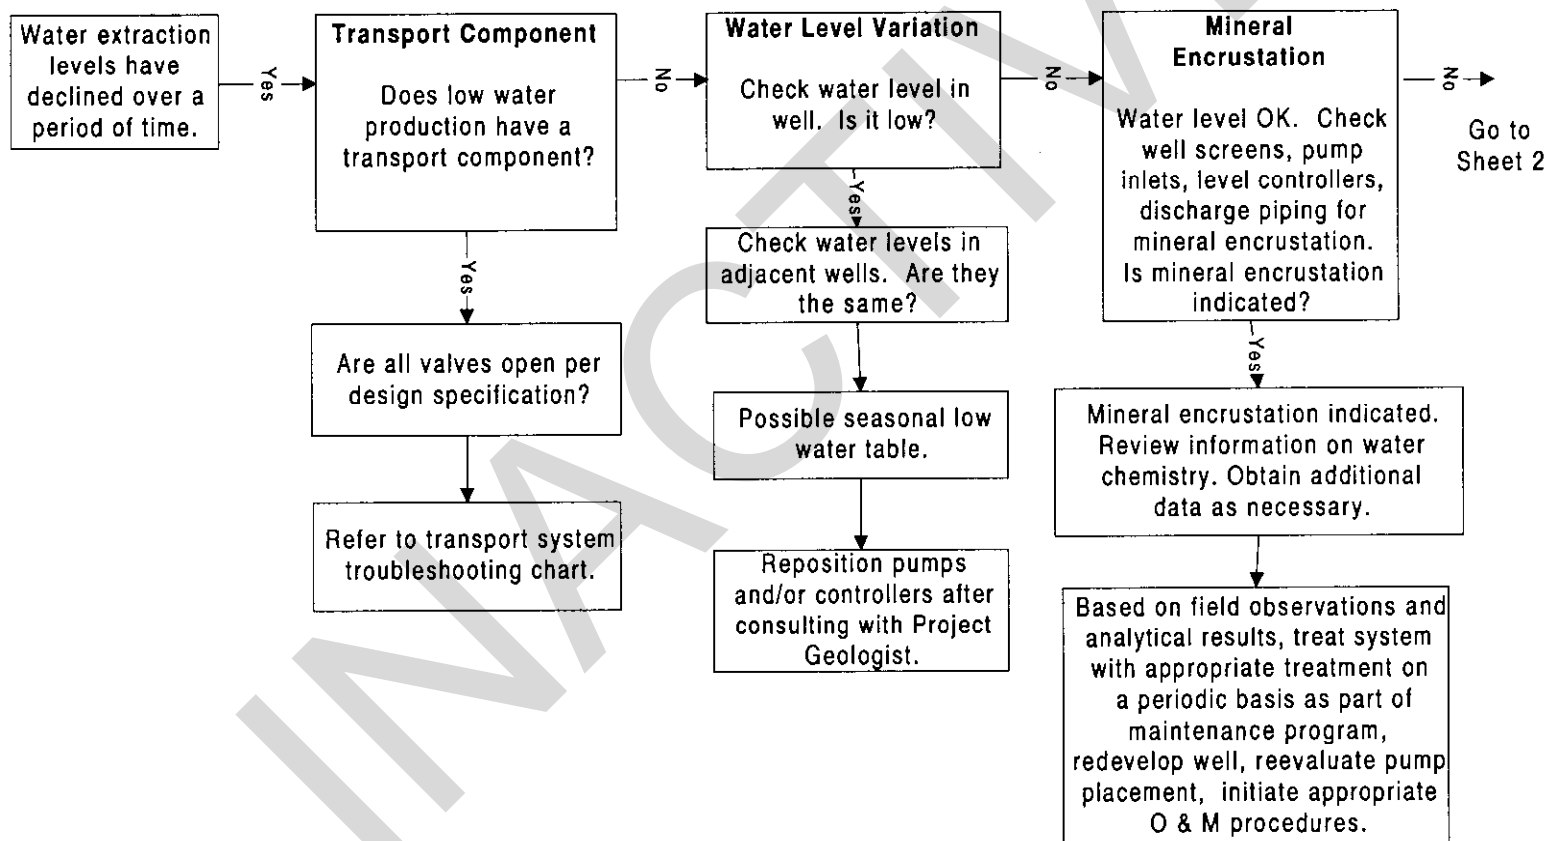 Water extraction
levels have
declined over a
period of time.
Yes
Transport Component
Does low water
production have a
transport component?
No
Water Level Variation
Check water level in
well. Is it low?
No
Mineral
Encrustation
Water level OK. Check
well screens, pump
inlets, level controllers,
discharge piping for
mineral encrustation.
Is mineral encrustation
indicated?
No
Go to
Sheet 2
Yes
Are all valves open per
design specification?
Refer to transport system
troubleshooting chart.
Yes
Check water levels in
adjacent wells. Are they
the same?
Possible seasonal low
water table.
Reposition pumps
and/or controllers after
consulting with Project
Geologist.
Yes
Mineral encrustation indicated.
Review information on water
chemistry. Obtain additional
data as necessary.
Based on field observations and
analytical results, treat system
with appropriate treatment on
a periodic basis as part of
maintenance program,
redevelop well, reevaluate pump
placement, initiate appropriate
O & M procedures.
INACTIVE